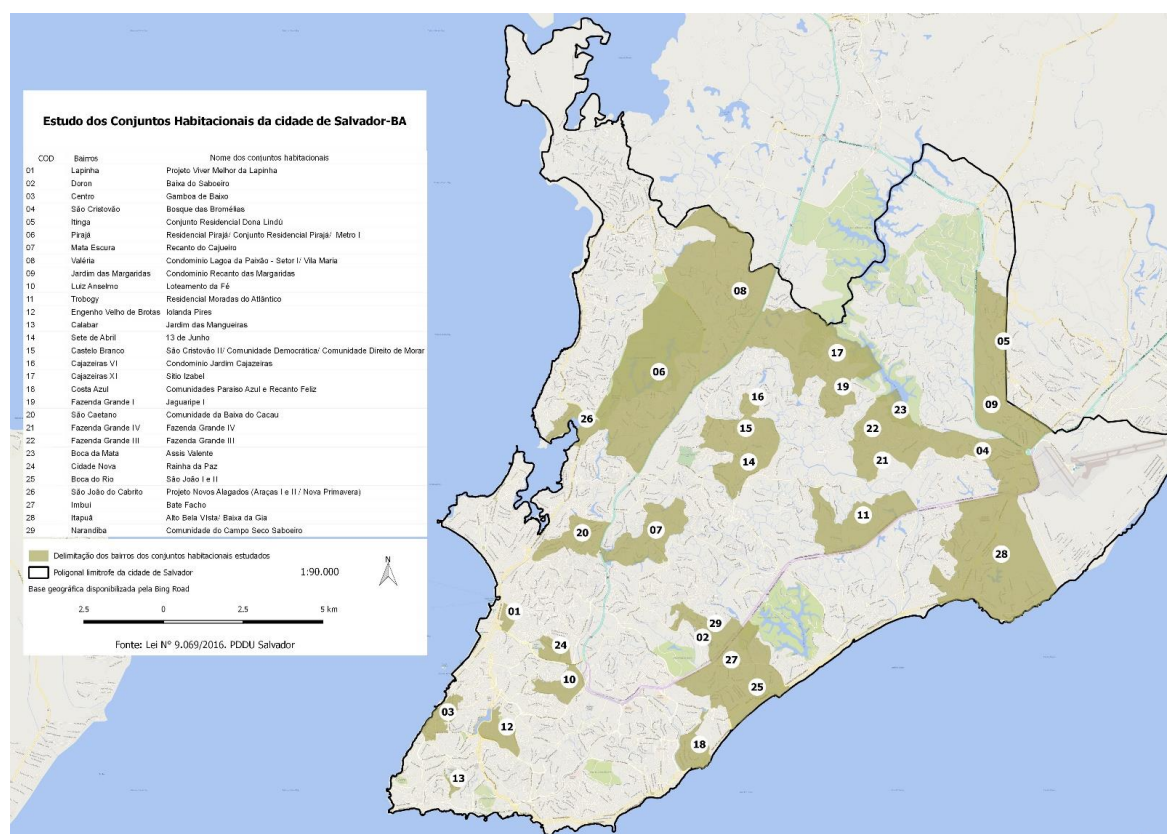 Estudo dos Conjuntos Habitacionais da cidade de Salvador-BA
COD Bairros Nome dos conjuntos habitacionais
01 Lapinha Projeto Viver Melhor da Lapinha
02 Doron Baixa do Saboeiro
03 Centro Gamboa de Baixo
04 São Cristovão Bosque das Bromélias
05 Itinga Conjunto Residencial Dona Lindú
06 Pirajá Residencial Pirajá/ Conjunto Residencial Pirajá/ Metro I
07 Mata Escura Recanto do Cajueiro
08 Valéria Condomínio Lagoa da Paixão - Setor I/ Vila Maria
09 Jardim das Margaridas Condomínio Recanto das Margaridas
10 Luiz Anselmo Loteamento da Fé
11 Trobogy Residencial Moradas do Atlântico
12 Engenho Velho de Brotas Iolanda Pires
13 Calabar Jardim das Mangueiras
14 Sete de Abril 13 de Junho
15 Castelo Branco São Cristovão II/ Comunidade Democrática/ Comunidade Direito de Morar
16 Cajazeiras VI Condomínio Jardim Cajazeiras
17 Cajazeiras XI Sítio Izabel
18 Costa Azul Comunidades Paraíso Azul e Recanto Feliz
19 Fazenda Grande I Jaguaripe I
20 São Caetano Comunidade da Baixa do Cacau
21 Fazenda Grande IV Fazenda Grande IV
22 Fazenda Grande III Fazenda Grande III
23 Boca da Mata Assis Valente
24 Cidade Nova Rainha da Paz
25 Boca do Rio São João I e II
26 São João do Cabrito Projeto Novos Alagados (Araças I e II / Nova Primavera)
27 Imbuí Bate Facho
28 Itapuã Alto Bela Vista/ Baixa da Gia
29 Narandiba Comunidade do Campo Seco Saboeiro
Delimitação dos bairros dos conjuntos habitacionais estudados
Poligonal limitrofe da cidade de Salvador 1:90.000 N
Base geográfica disponibilizada pela Bing Road
2.5 0 2.5 5 km
Fonte: Lei N° 9.069/2016. PDDU Salvador
08
17
05
06
19
16
09
23
26
15
22
04
14
21
11
07
20
28
01
29
02
24
27
10
25
03
12
18
13